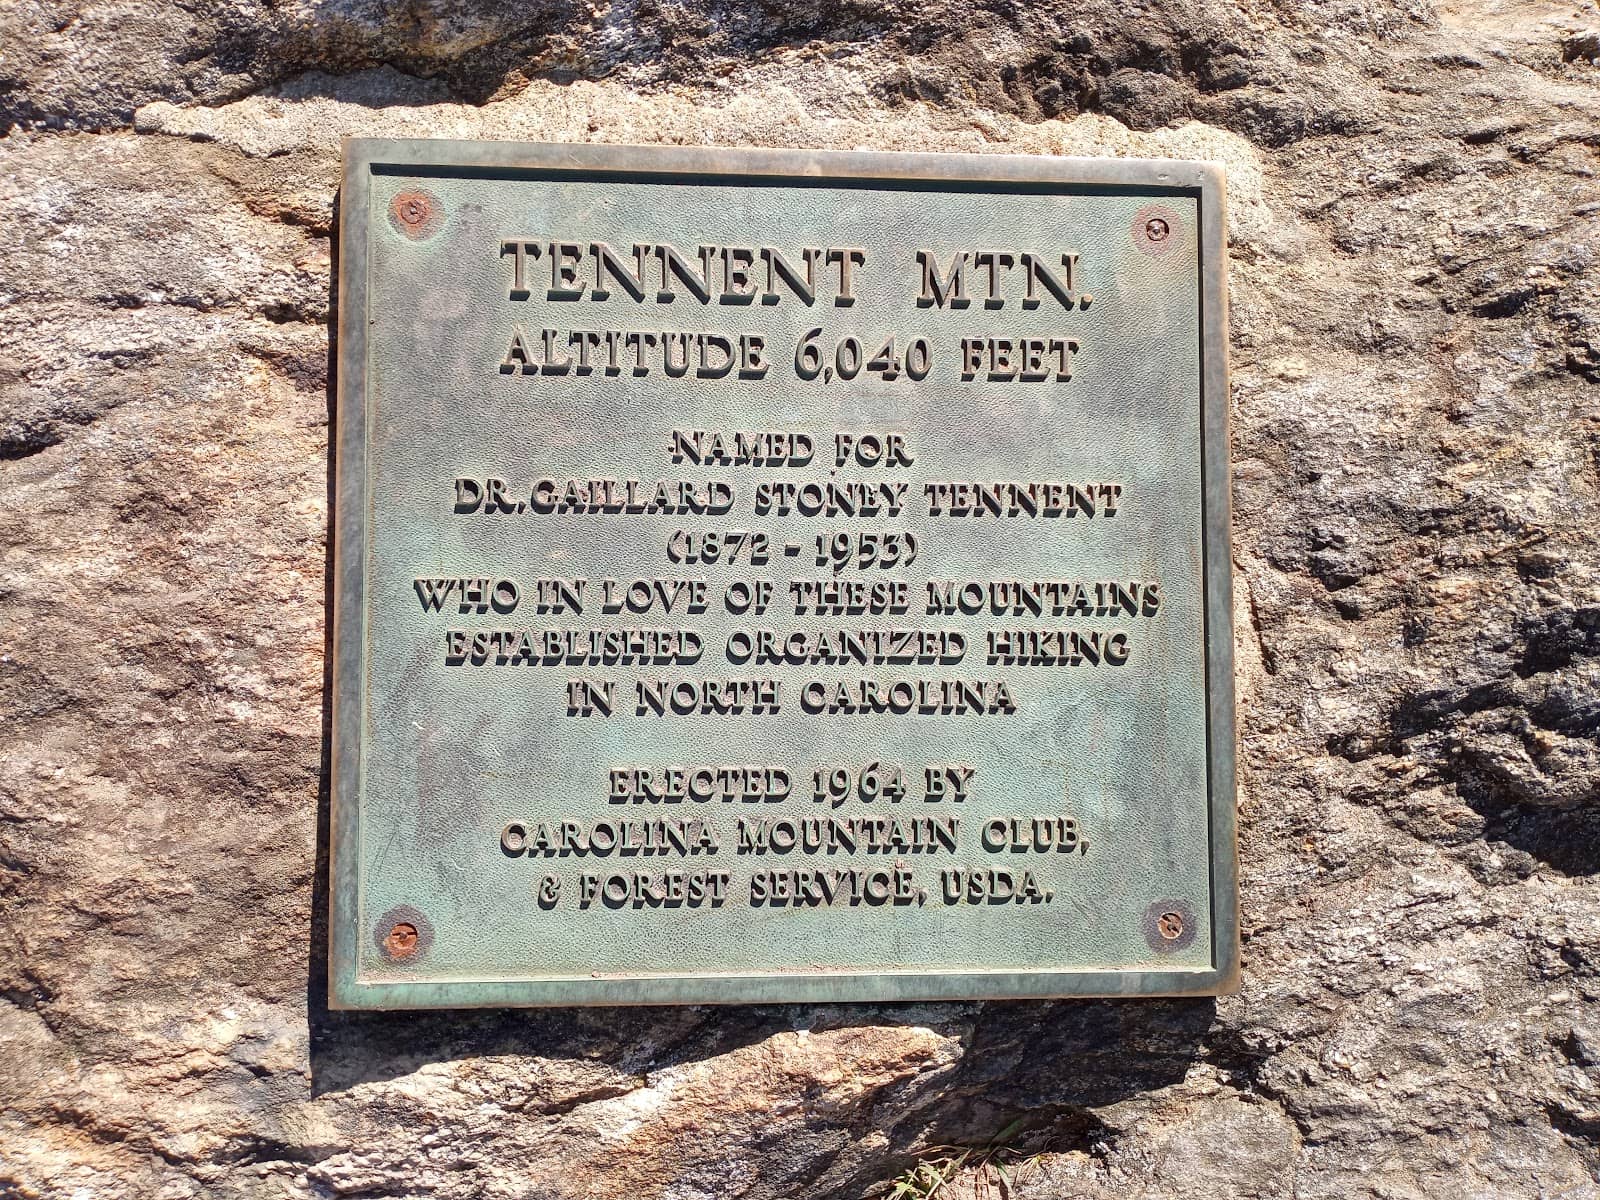 TENNENT MTN.
ALTITUDE 6,040 FEET
NAMED FOR
DR. GAILLARD STONEY TENNENT
(1872 - 1953)
WHO IN LOVE OF THESE MOUNTAINS
ESTABLISHED ORGANIZED HIKING
IN NORTH CAROLINA
ERECTED 1964 BY
CAROLINA MOUNTAIN CLUB,
& FOREST SERVICE, USDA.